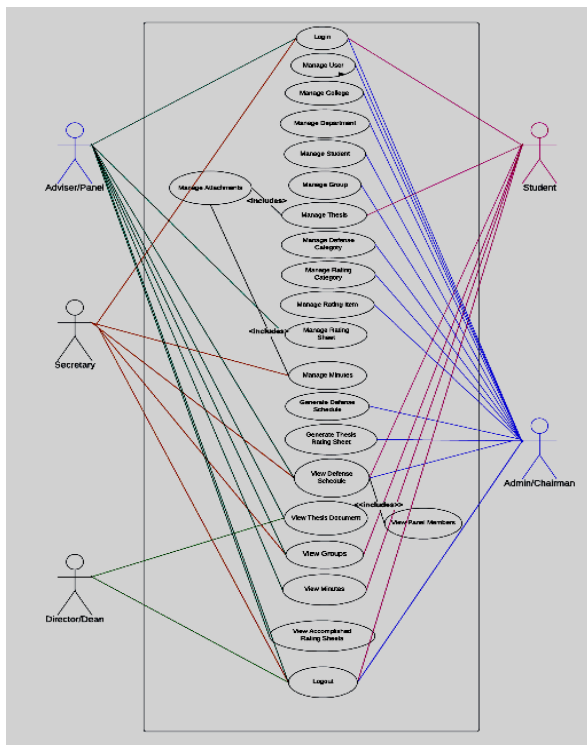 Login
Manage User
Manage College
Manage Department
Adviser/Panel
Student
Manage Student
Manage Attachments
Manage Group
<Includes>
Manage Thesis
Manage Defense
Category
Manage Rating
Category
Manage Rating Item
<Includes>
Manage Rating
Sheet
Secretary
Manage Minutes
Generate Defense
Schedule
Generate Thesis
Rating Sheet
View Defense
Schedule
Admin/Chairman
<<includes>>
View Thesis Document
View Panel Members
View Groups
View Minutes
Director/Dean
View Accomplished
Rating Sheets
Logout